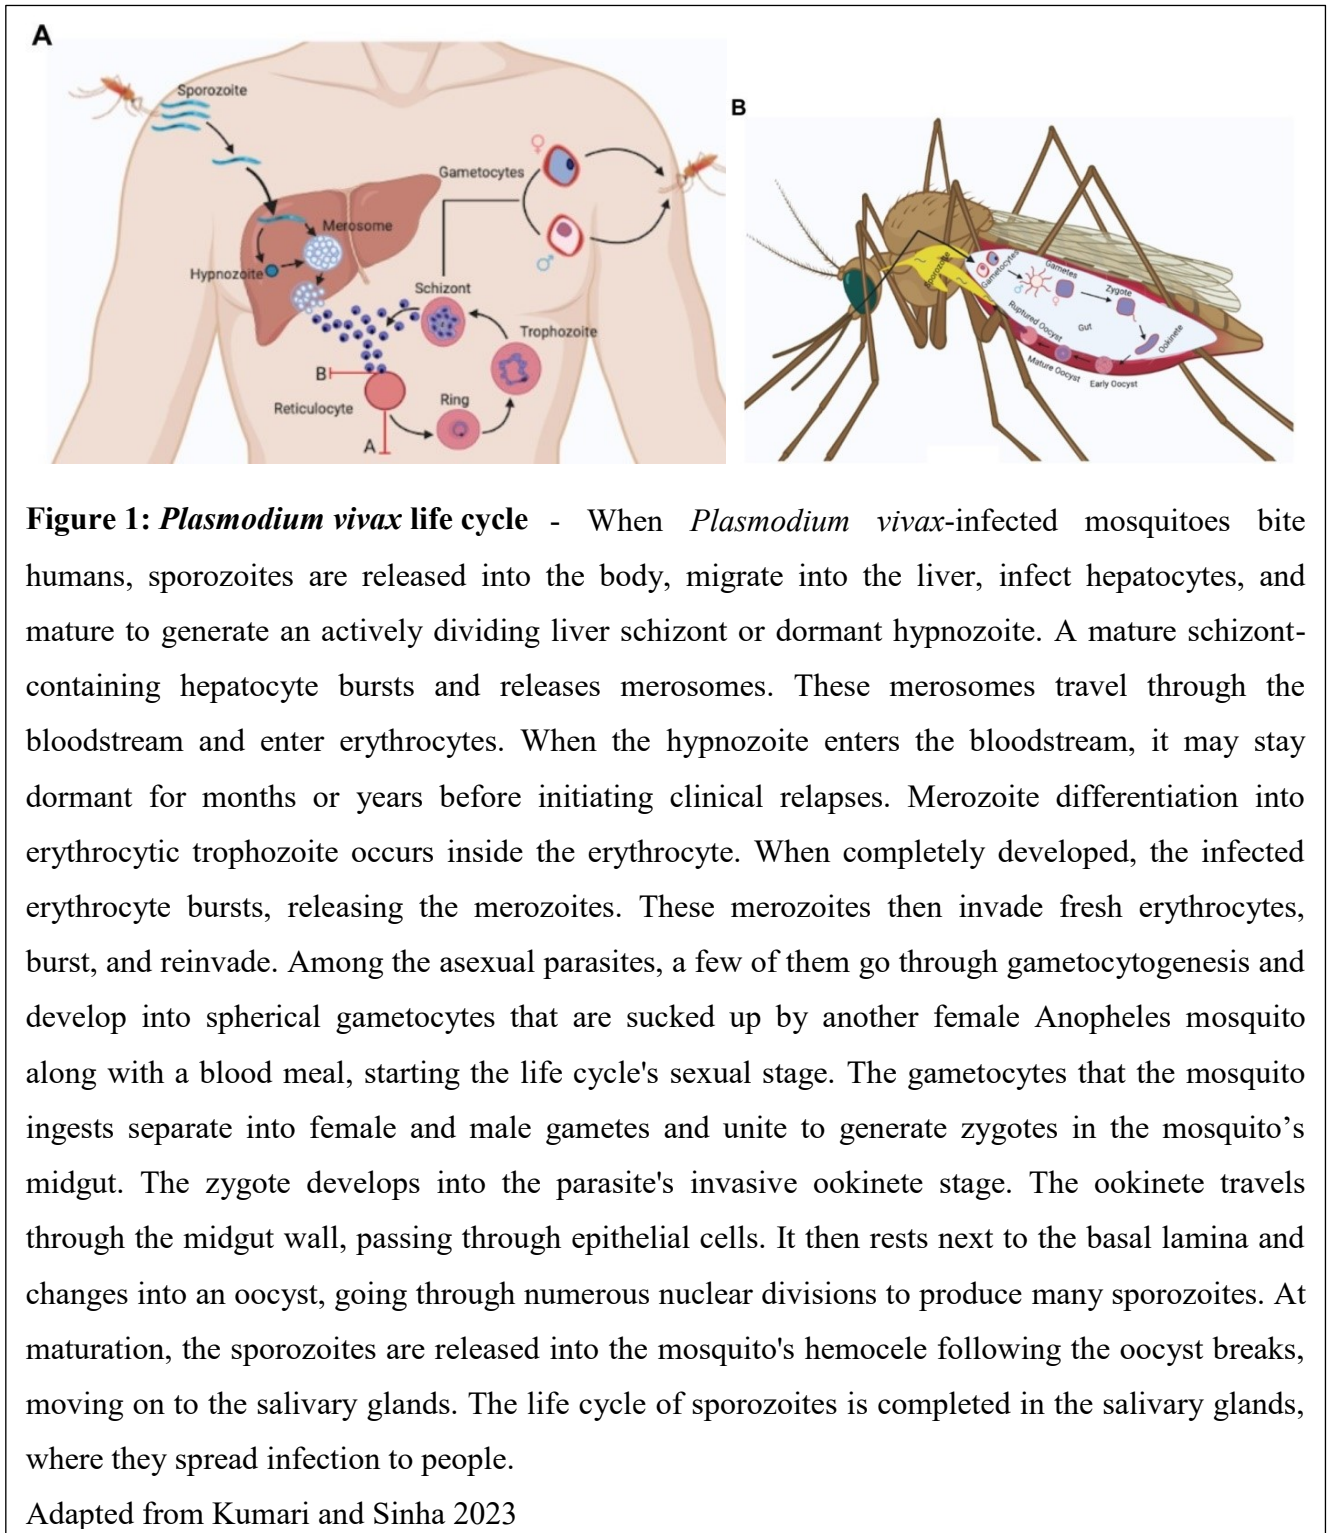 A
Sporozoite
Merosome
Hypnozoite
Gametocytes
♀
♂
Schizont
Trophozoite
B
Reticulocyte
Ring
A
B
Sporozoite
Gametocytes
Gametes
♂
♀
Zygote
Ruptured Oocyst
Gut
Ookinete
Mature Oocyst
Early Oocyst
Figure 1: Plasmodium vivax life cycle - When Plasmodium vivax-infected mosquitoes bite
humans, sporozoites are released into the body, migrate into the liver, infect hepatocytes, and
mature to generate an actively dividing liver schizont or dormant hypnozoite. A mature schizont-
containing hepatocyte bursts and releases merosomes. These merosomes travel through the
bloodstream and enter erythrocytes. When the hypnozoite enters the bloodstream, it may stay
dormant for months or years before initiating clinical relapses. Merozoite differentiation into
erythrocytic trophozoite occurs inside the erythrocyte. When completely developed, the infected
erythrocyte bursts, releasing the merozoites. These merozoites then invade fresh erythrocytes,
burst, and reinvade. Among the asexual parasites, a few of them go through gametocytogenesis and
develop into spherical gametocytes that are sucked up by another female Anopheles mosquito
along with a blood meal, starting the life cycle's sexual stage. The gametocytes that the mosquito
ingests separate into female and male gametes and unite to generate zygotes in the mosquito’s
midgut. The zygote develops into the parasite's invasive ookinete stage. The ookinete travels
through the midgut wall, passing through epithelial cells. It then rests next to the basal lamina and
changes into an oocyst, going through numerous nuclear divisions to produce many sporozoites. At
maturation, the sporozoites are released into the mosquito's hemocele following the oocyst breaks,
moving on to the salivary glands. The life cycle of sporozoites is completed in the salivary glands,
where they spread infection to people.
Adapted from Kumari and Sinha 2023